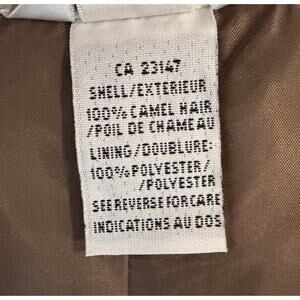 CA 23147
SHELL/EXTERIEUR
100% CAMEL HAIR
/POIL DE CHAMEAU
LINING/DOUBLURE:
100% POLYESTER/
/POLYESTER
SEE REVERSE FOR CARE
INDICATIONS AU DOS